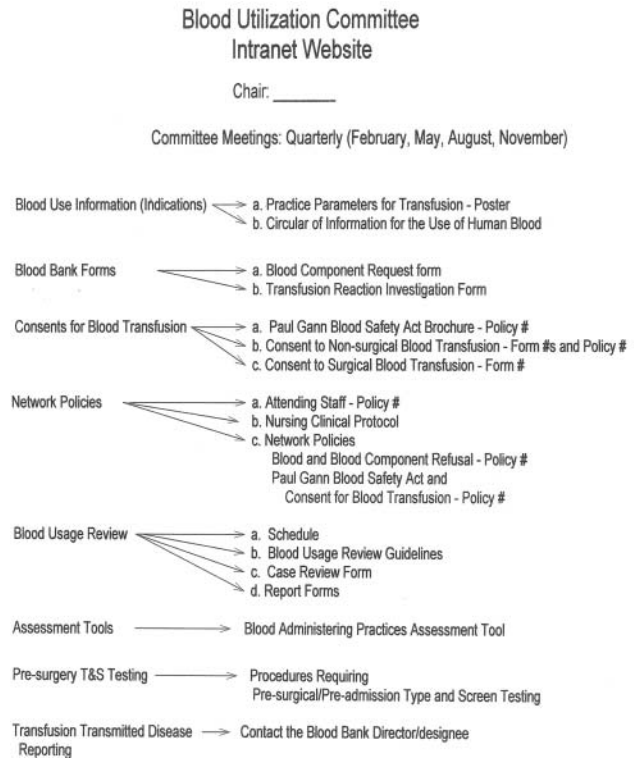 Blood Utilization Committee
Intranet Website
Chair: ________
Committee Meetings: Quarterly (February, May, August, November)
Blood Use Information (Indications)
a. Practice Parameters for Transfusion - Poster
b. Circular of Information for the Use of Human Blood
Blood Bank Forms
a. Blood Component Request form
b. Transfusion Reaction Investigation Form
Consents for Blood Transfusion
a. Paul Gann Blood Safety Act Brochure - Policy #
b. Consent to Non-surgical Blood Transfusion - Form #s and Policy #
c. Consent to Surgical Blood Transfusion - Form #
Network Policies
a. Attending Staff - Policy #
b. Nursing Clinical Protocol
c. Network Policies
Blood and Blood Component Refusal - Policy #
Paul Gann Blood Safety Act and
Consent for Blood Transfusion - Policy #
Blood Usage Review
a. Schedule
b. Blood Usage Review Guidelines
c. Case Review Form
d. Report Forms
Assessment Tools
Blood Administering Practices Assessment Tool
Pre-surgery T&S Testing
Procedures Requiring
Pre-surgical/Pre-admission Type and Screen Testing
Transfusion Transmitted Disease
Reporting
Contact the Blood Bank Director/designee